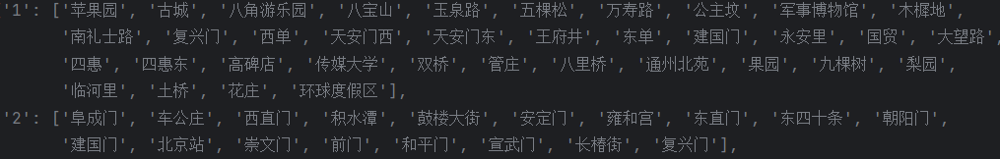 '1': ['苹果园', '古城', '八角游乐园', '八宝山', '玉泉路', '五棵松', '万寿路', '公主坟', '军事博物馆', '木樨地',
'南礼士路', '复兴门', '西单', '天安门西', '天安门东', '王府井', '东单', '建国门', '永安里', '国贸', '大望路',
'四惠', '四惠东', '高碑店', '传媒大学', '双桥', '管庄', '八里桥', '通州北苑', '果园', '九棵树', '梨园',
'临河里', '土桥', '花庄', '环球度假区'],
'2': ['阜成门', '车公庄', '西直门', '积水潭', '鼓楼大街', '安定门', '雍和宫', '东直门', '东四十条', '朝阳门',
'建国门', '北京站', '崇文门', '前门', '和平门', '宣武门', '长椿街', '复兴门'],